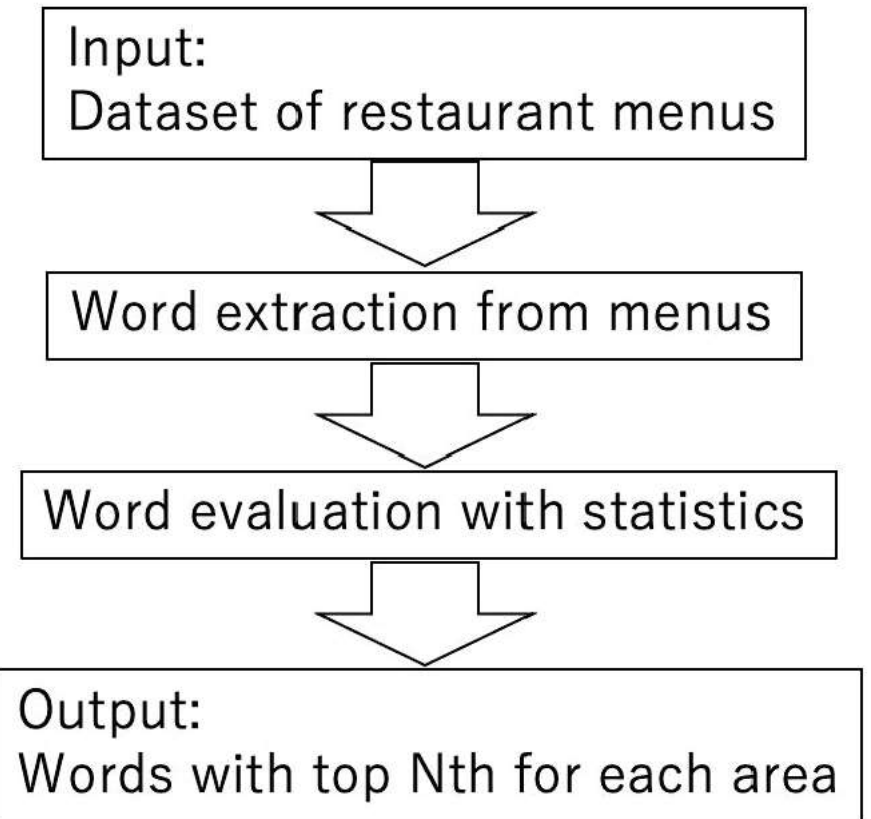 Input:
Dataset of restaurant menus
Word extraction from menus
Word evaluation with statistics
Output:
Words with top Nth for each area